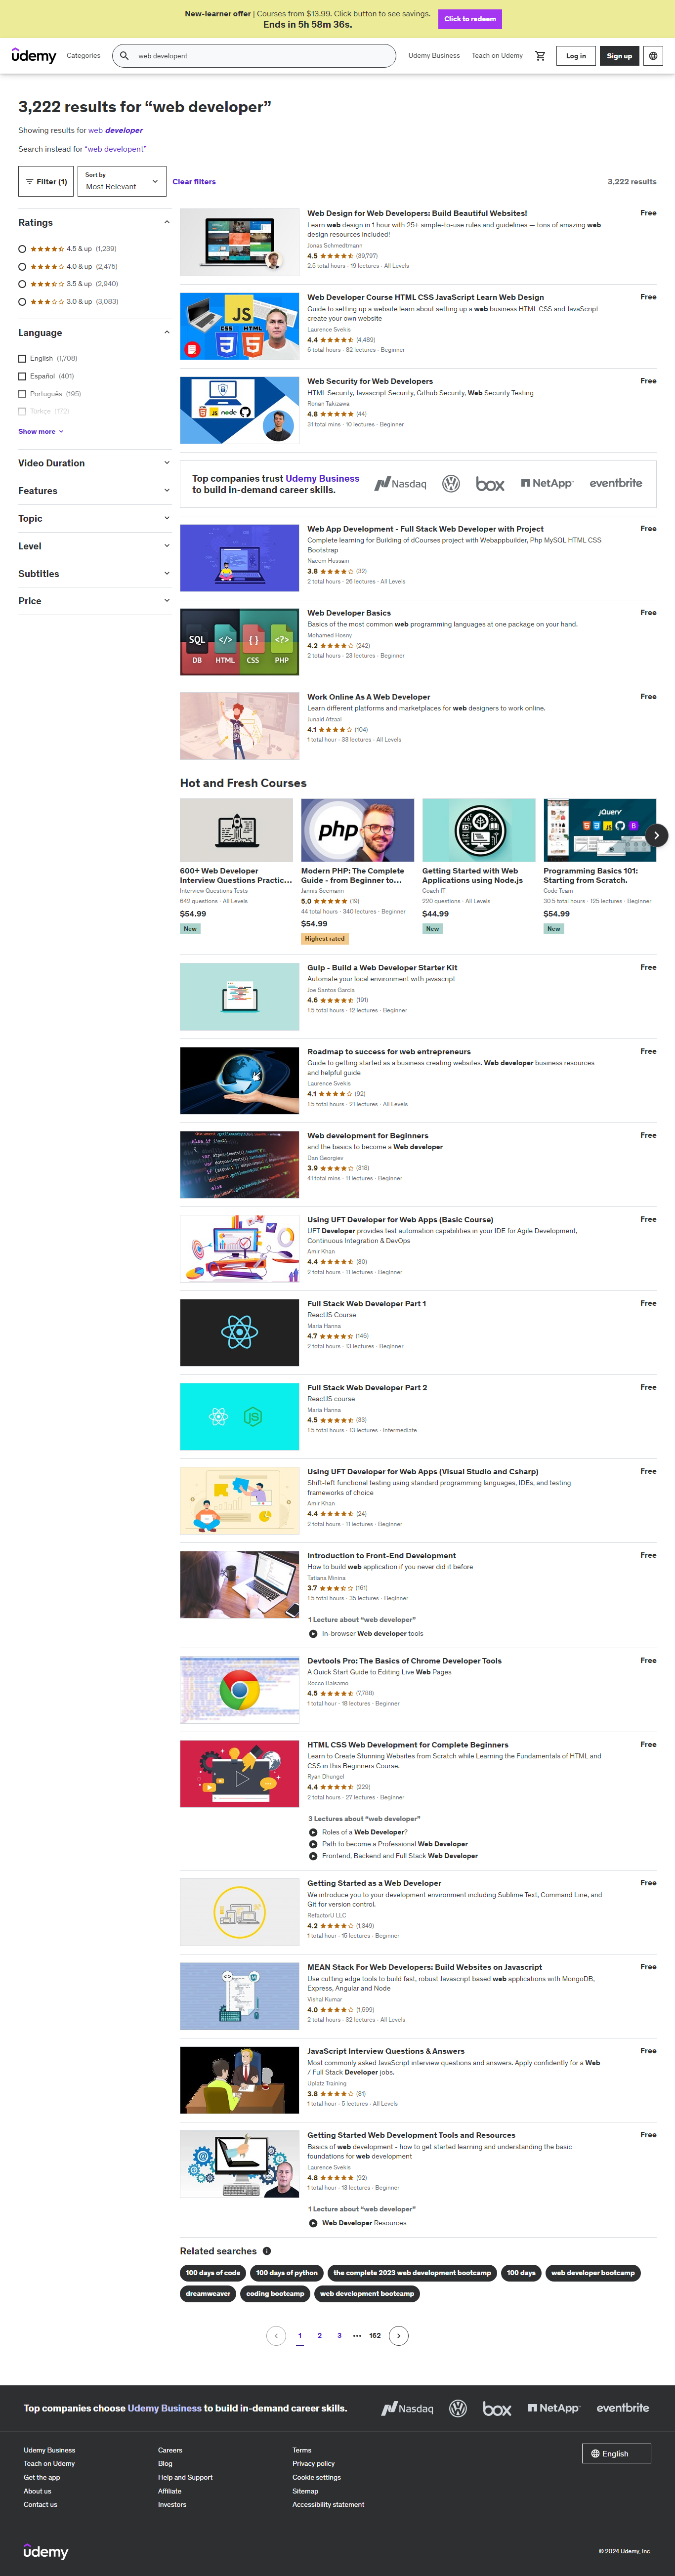 New-learner offer | Courses from $13.99. Click button to see savings.
Ends in 5h 58m 36s.
Click to redeem
udemy
Categories
web developent
Udemy Business
Teach on Udemy
Log in
Sign up
3,222 results for “web developer”
Showing results for web developer
Search instead for “web developent”
Filter (1)
Sort by
Most Relevant
Clear filters
3,222 results
Ratings
4.5 & up (1,239)
4.0 & up (2,475)
3.5 & up (2,940)
3.0 & up (3,083)
Language
English (1,708)
Español (401)
Português (195)
Türkçe (172)
Show more
Video Duration
Features
Topic
Level
Subtitles
Price
Web Design for Web Developers: Build Beautiful Websites!
Free
Learn web design in 1 hour with 25+ simple-to-use rules and guidelines — tons of amazing web
design resources included!
Jonas Schmedtmann
4.5 (39,797)
2.5 total hours · 19 lectures · All Levels
JS
CSS HTML
Web Developer Course HTML CSS JavaScript Learn Web Design
Free
Guide to setting up a website learn about setting up a web business HTML CSS and JavaScript
create your own website
Laurence Svekis
4.4 (4,489)
6 total hours · 82 lectures · Beginner
node
Web Security for Web Developers
Free
HTML Security, Javascript Security, Github Security, Web Security Testing
Ronan Takizawa
4.8 (44)
31 total mins · 10 lectures · Beginner
Top companies trust Udemy Business
to build in-demand career skills.
Nasdaq
box
NetApp
eventbrite
Web App Development - Full Stack Web Developer with Project
Free
Complete learning for Building of dCourses project with Webappbuilder, Php MySQL HTML CSS
Bootstrap
Naeem Hussain
3.8 (32)
2 total hours · 26 lectures · All Levels
SQL </> { } <?>
DB HTML CSS PHP
Web Developer Basics
Free
Basics of the most common web programming languages at one package on your hand.
Mohamed Hosny
4.2 (242)
2 total hours · 23 lectures · Beginner
Work Online As A Web Developer
Free
Learn different platforms and marketplaces for web designers to work online.
Junaid Afzaal
4.1 (104)
1 total hour · 33 lectures · All Levels
Hot and Fresh Courses
600+ Web Developer
Interview Questions Practic...
Interview Questions Tests
642 questions · All Levels
$54.99
New
php
Modern PHP: The Complete
Guide - from Beginner to...
Jannis Seemann
5.0 (19)
44 total hours · 340 lectures · Beginner
$54.99
Highest rated
Getting Started with Web
Applications using Node.js
Coach IT
220 questions · All Levels
$44.99
New
jQuery
Programming Basics 101:
Starting from Scratch.
Code Team
30.5 total hours · 125 lectures · Beginner
$54.99
New
Gulp - Build a Web Developer Starter Kit
Free
Automate your local environment with javascript
Joe Santos Garcia
4.6 (191)
1.5 total hours · 12 lectures · Beginner
Roadmap to success for web entrepreneurs
Free
Guide to getting started as a business creating websites. Web developer business resources
and helpful guide
Laurence Svekis
4.1 (92)
1.5 total hours · 21 lectures · All Levels
Web development for Beginners
Free
and the basics to become a Web developer
Dan Georgiev
3.9 (318)
41 total mins · 11 lectures · Beginner
Using UFT Developer for Web Apps (Basic Course)
Free
UFT Developer provides test automation capabilities in your IDE for Agile Development,
Continuous Integration & DevOps
Amir Khan
4.4 (30)
2 total hours · 11 lectures · Beginner
Full Stack Web Developer Part 1
Free
ReactJS Course
Maria Hanna
4.7 (146)
2 total hours · 13 lectures · Beginner
Full Stack Web Developer Part 2
Free
ReactJS course
Maria Hanna
4.5 (33)
1.5 total hours · 13 lectures · Intermediate
Using UFT Developer for Web Apps (Visual Studio and Csharp)
Free
Shift-left functional testing using standard programming languages, IDEs, and testing
frameworks of choice
Amir Khan
4.4 (24)
2 total hours · 11 lectures · Beginner
Introduction to Front-End Development
Free
How to build web application if you never did it before
Tatiana Minina
3.7 (161)
1.5 total hours · 35 lectures · Beginner
1 Lecture about “web developer”
In-browser Web developer tools
Devtools Pro: The Basics of Chrome Developer Tools
Free
A Quick Start Guide to Editing Live Web Pages
Rocco Balsamo
4.5 (7,788)
1 total hour · 18 lectures · Beginner
HTML CSS Web Development for Complete Beginners
Free
Learn to Create Stunning Websites from Scratch while Learning the Fundamentals of HTML and
CSS in this Beginners Course.
Ryan Dhungel
4.4 (229)
2 total hours · 27 lectures · Beginner
3 Lectures about “web developer”
Roles of a Web Developer?
Path to become a Professional Web Developer
Frontend, Backend and Full Stack Web Developer
Getting Started as a Web Developer
Free
We introduce you to your development environment including Sublime Text, Command Line, and
Git for version control.
RefactorU LLC
4.2 (1,349)
1 total hour · 15 lectures · Beginner
MEAN Stack For Web Developers: Build Websites on Javascript
Free
Use cutting edge tools to build fast, robust Javascript based web applications with MongoDB,
Express, Angular and Node
Vishal Kumar
4.0 (1,599)
2 total hours · 32 lectures · All Levels
JavaScript Interview Questions & Answers
Free
Most commonly asked JavaScript interview questions and answers. Apply confidently for a Web
/ Full Stack Developer jobs.
Uplatz Training
3.8 (81)
1 total hour · 5 lectures · All Levels
Getting Started Web Development Tools and Resources
Free
Basics of web development - how to get started learning and understanding the basic
foundations for web development
Laurence Svekis
4.8 (92)
1 total hour · 13 lectures · Beginner
1 Lecture about “web developer”
Web Developer Resources
Related searches
100 days of code
100 days of python
the complete 2023 web development bootcamp
100 days
web developer bootcamp
dreamweaver
coding bootcamp
web development bootcamp
1 2 3 ••• 162
Top companies choose Udemy Business to build in-demand career skills.
Nasdaq
box
NetApp
eventbrite
Udemy Business
Teach on Udemy
Get the app
About us
Contact us
Careers
Blog
Help and Support
Affiliate
Investors
Terms
Privacy policy
Cookie settings
Sitemap
Accessibility statement
English
udemy
© 2024 Udemy, Inc.